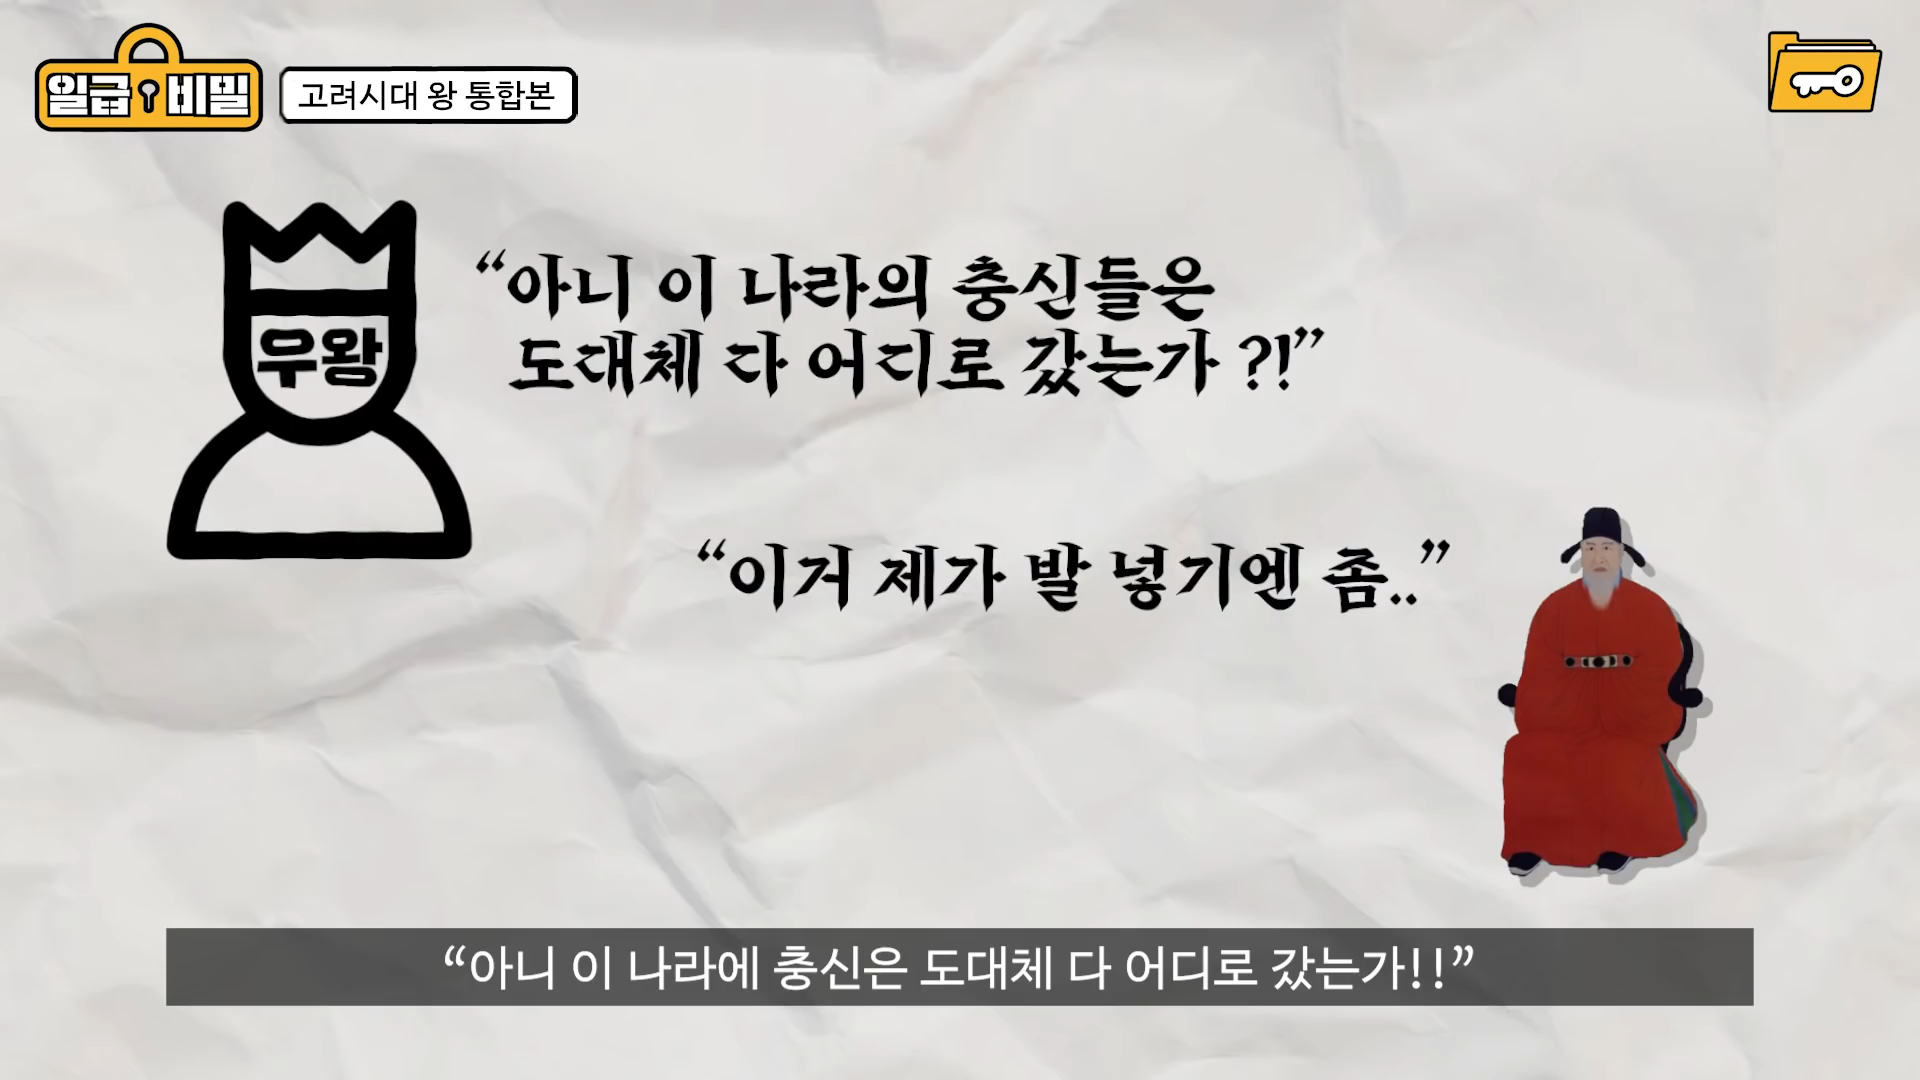 일급비밀
고려시대 왕 통합본
우왕
“아니 이 나라의 충신들은
도대체 다 어디로 갔는가 ?!”
“이거 제가 발 넣기엔 좀..”
“아니 이 나라에 충신은 도대체 다 어디로 갔는가!!”